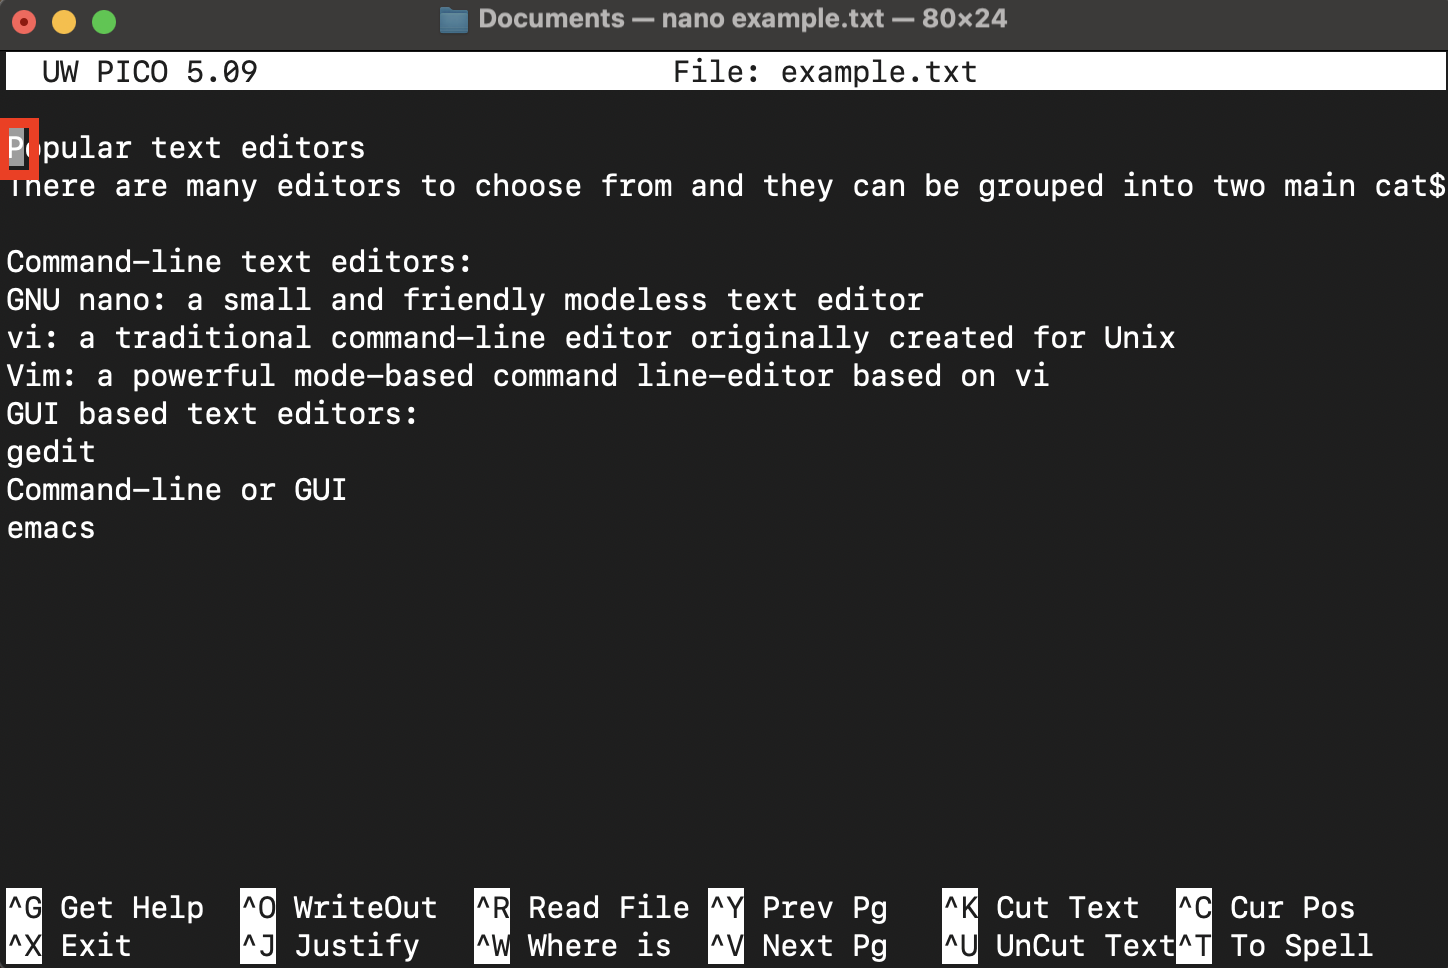 Documents — nano example.txt — 80×24
UW PICO 5.09 File: example.txt
Popular text editors
There are many editors to choose from and they can be grouped into two main cat$
Command-line text editors:
GNU nano: a small and friendly modeless text editor
vi: a traditional command-line editor originally created for Unix
Vim: a powerful mode-based command line-editor based on vi
GUI based text editors:
gedit
Command-line or GUI
emacs
^G Get Help ^O WriteOut ^R Read File ^Y Prev Pg ^K Cut Text ^C Cur Pos
^X Exit ^J Justify ^W Where is ^V Next Pg ^U UnCut Text^T To Spell